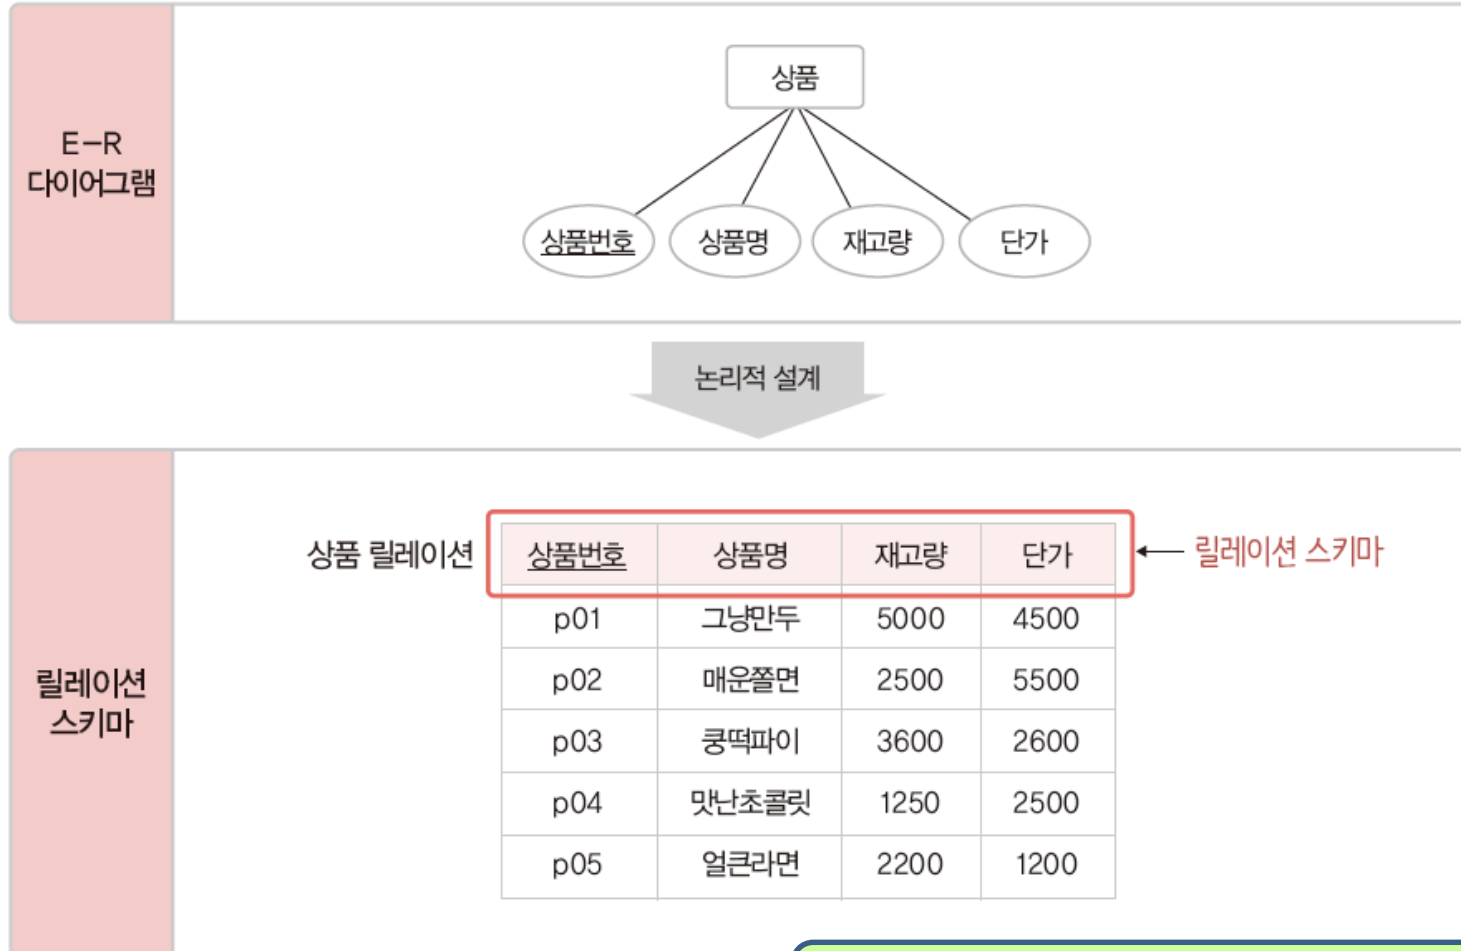 E-R
다이어그램
상품
상품번호 상품명 재고량 단가
논리적 설계
릴레이션
스키마
상품 릴레이션 상품번호 상품명 재고량 단가 릴레이션 스키마
p01 그냥만두 5000 4500
p02 매운쫄면 2500 5500
p03 쿵떡파이 3600 2600
p04 맛난초콜릿 1250 2500
p05 얼큰라면 2200 1200